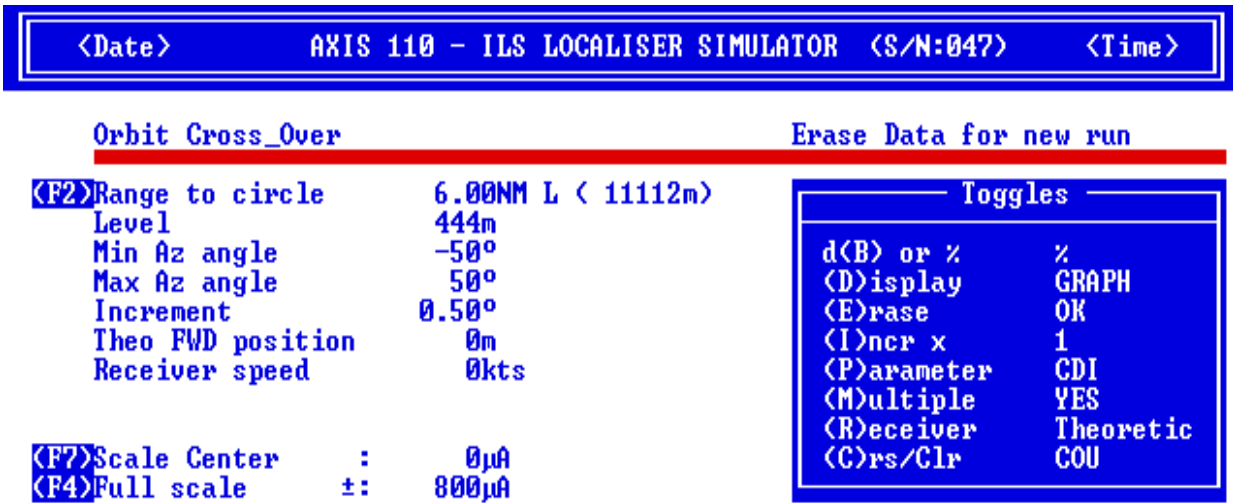 <Date> AXIS 110 - ILS LOCALISER SIMULATOR (S/N:047) <Time>
Orbit Cross_Over Erase Data for new run
(F2)Range to circle 6.00NM L ( 11112m)
Level 444m
Min Az angle -50º
Max Az angle 50º
Increment 0.50º
Theo FWD position 0m
Receiver speed 0kts
(F7)Scale Center : 0µA
(F4)Full scale ±: 800µA
Toggles
d(B) or % %
(D)isplay GRAPH
(E)rase OK
(I)ncr x 1
(P)arameter CDI
(M)ultiple YES
(R)eceiver Theoretic
(C)rs/Clr COU